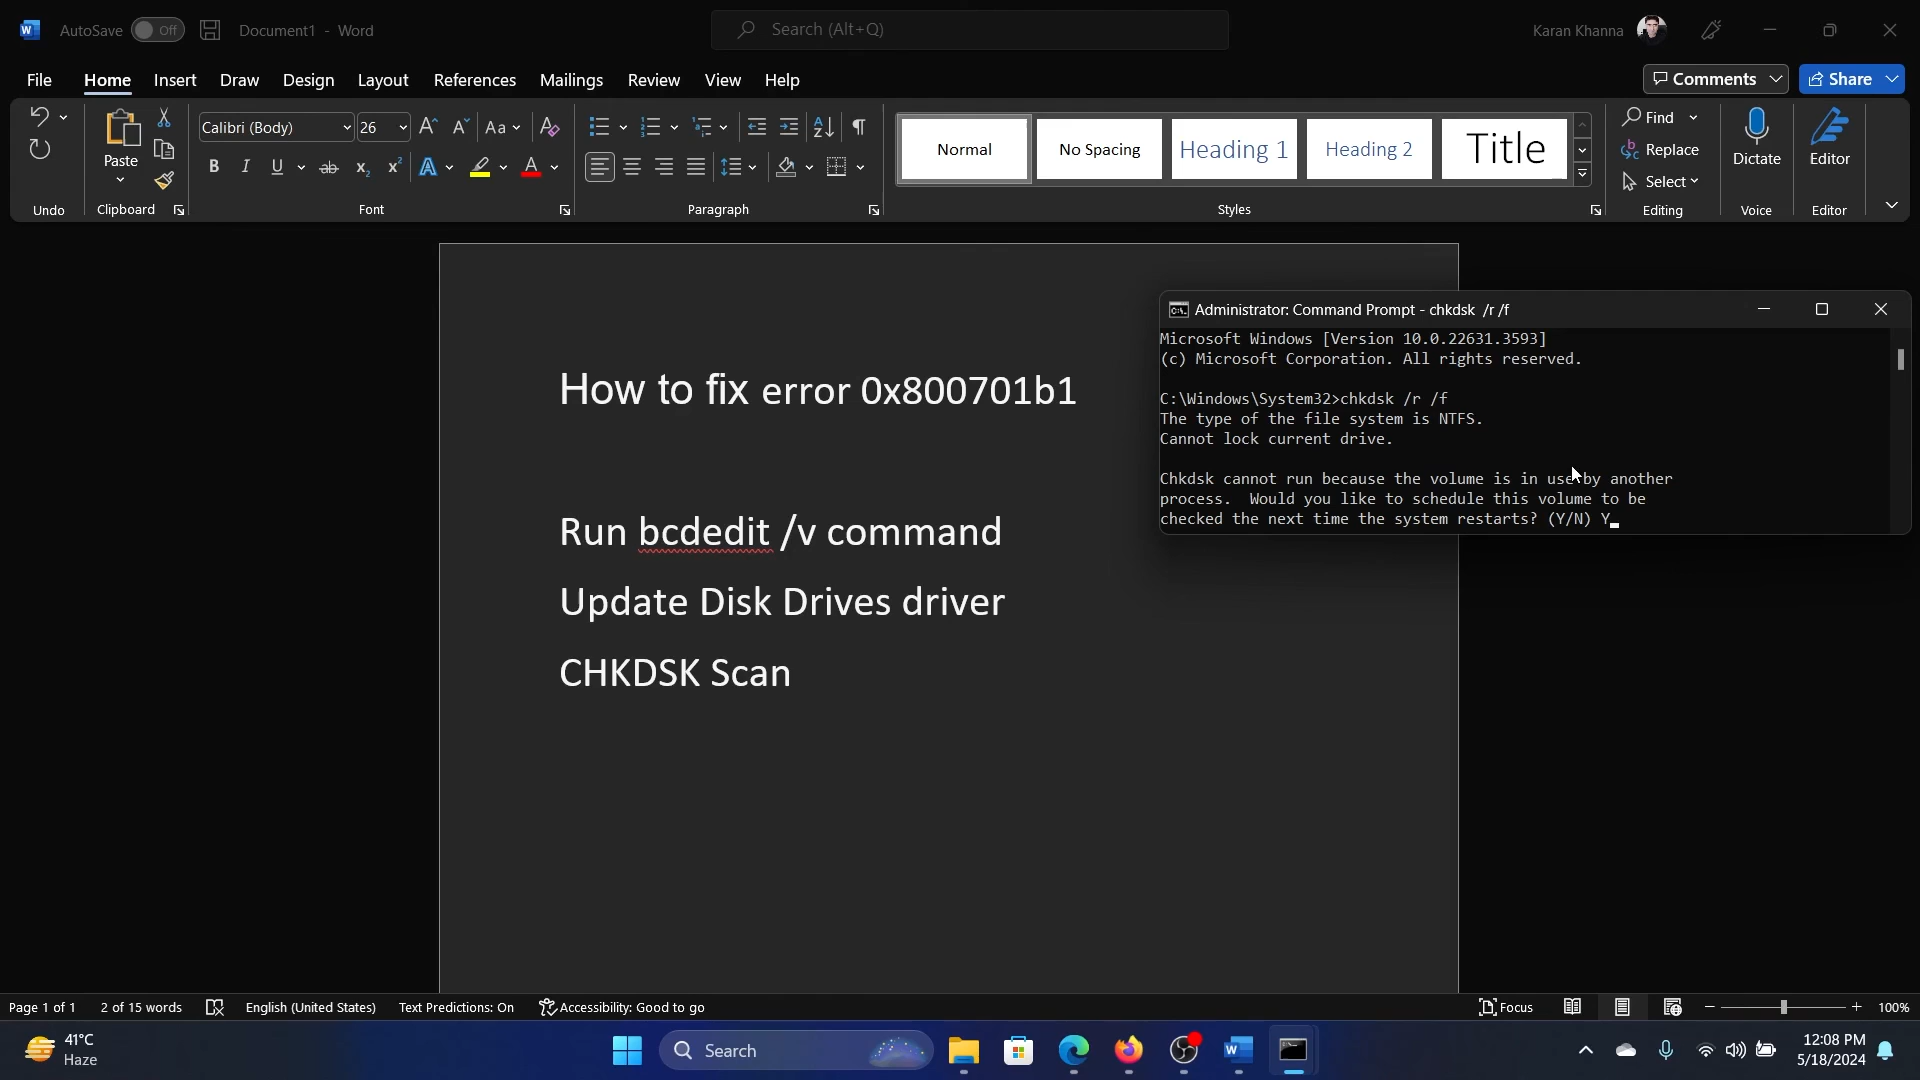 AutoSave Off Document1 - Word Search (Alt+Q) Karan Khanna
File Home Insert Draw Design Layout References Mailings Review View Help Comments Share
Calibri (Body) 26 Aa
Paste B I U ab x₂ x² A A
Normal No Spacing Heading 1 Heading 2 Title
Find
Replace
Select
Dictate Editor
Undo Clipboard Font Paragraph Styles Editing Voice Editor
How to fix error 0x800701b1
Run bcdedit /v command
Update Disk Drives driver
CHKDSK Scan
Administrator: Command Prompt - chkdsk /r /f
Microsoft Windows [Version 10.0.22631.3593]
(c) Microsoft Corporation. All rights reserved.
C:\Windows\System32>chkdsk /r /f
The type of the file system is NTFS.
Cannot lock current drive.
Chkdsk cannot run because the volume is in use by another
process. Would you like to schedule this volume to be
checked the next time the system restarts? (Y/N) Y
Page 1 of 1 2 of 15 words English (United States) Text Predictions: On Accessibility: Good to go Focus 100%
41°C
Haze
Search
12:08 PM
5/18/2024